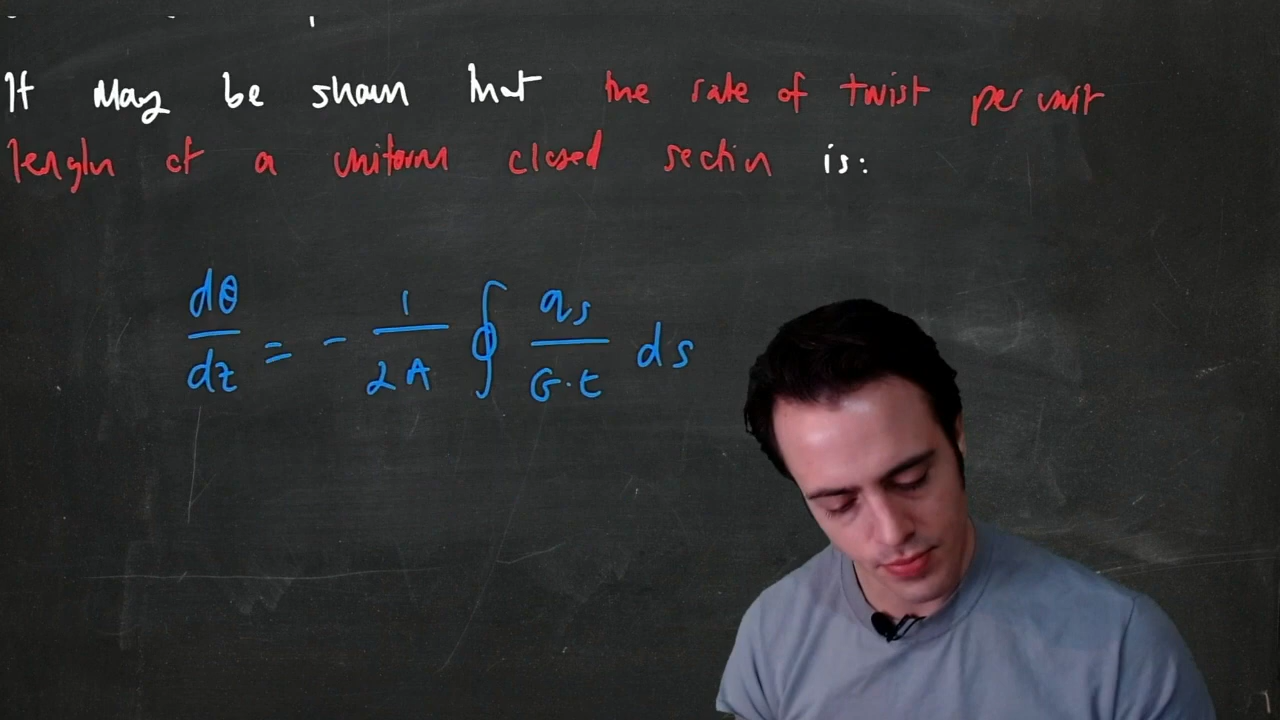 It may be shown that the rate of twist per unit
length of a uniform closed section is:
dθ/dz = - 1/2A ∮ qs/G·t ds